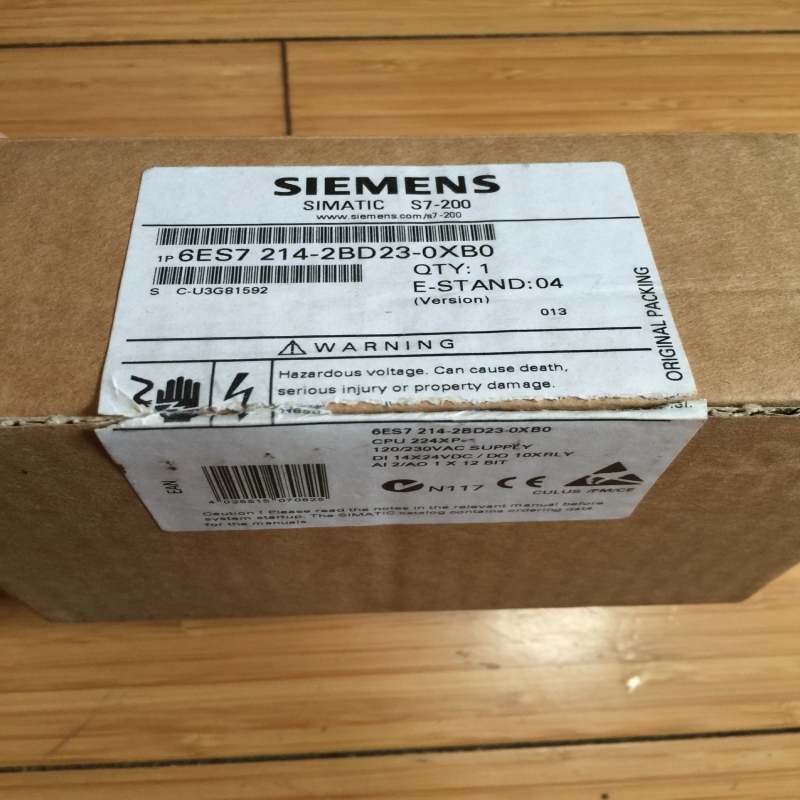 SIEMENS
SIMATIC S7-200
www.siemens.com/s7-200
1P 6ES7 214-2BD23-0XB0
QTY: 1
S C-U3G81592
E-STAND: 04
(Version)
013
ORIGINAL PACKING
WARNING
Hazardous voltage. Can cause death,
serious injury or property damage.
6ES7 214-2BD23-0XB0
CPU 224XP
120/230VAC SUPPLY
DI 14X24VDC / DO 10XRLY
AI 2/AO 1 X 12 BIT
EAN
N117 CE
CULUS /FM/CE
Caution ! Please read the notes in the relevant manual before
system startup. The SIMATIC catalog contains ordering data
for the manuals